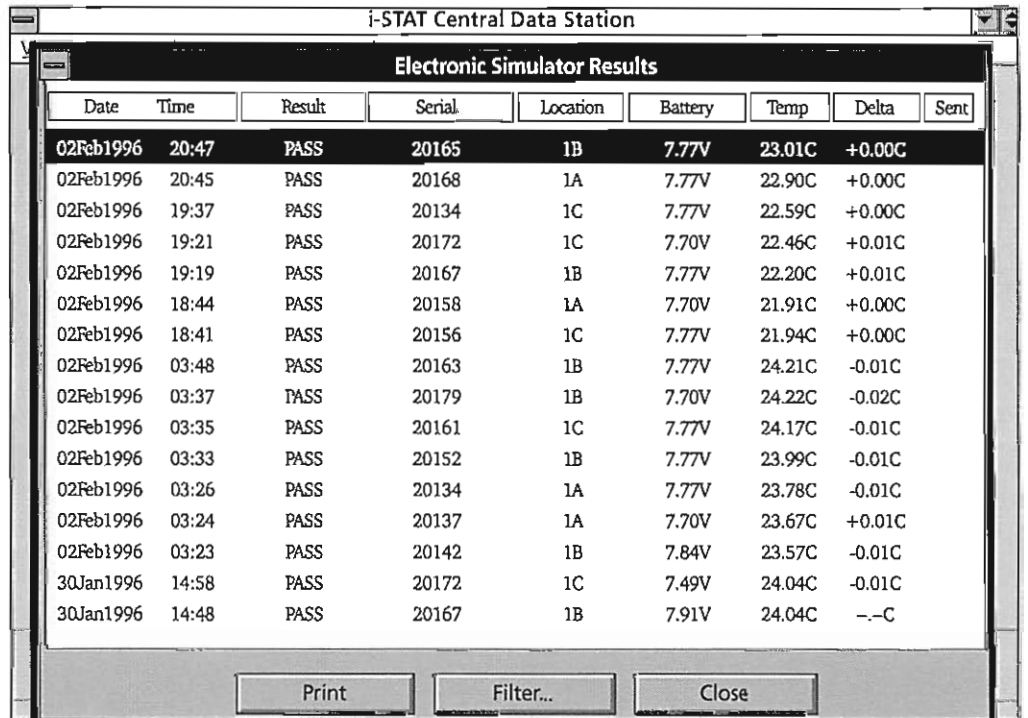 i-STAT Central Data Station
Electronic Simulator Results
Date Time Result Serial Location Battery Temp Delta Sent
02Feb1996 20:47 PASS 20165 1B 7.77V 23.01C +0.00C
02Feb1996 20:45 PASS 20168 1A 7.77V 22.90C +0.00C
02Feb1996 19:37 PASS 20134 1C 7.77V 22.59C +0.00C
02Feb1996 19:21 PASS 20172 1C 7.70V 22.46C +0.01C
02Feb1996 19:19 PASS 20167 1B 7.77V 22.20C +0.01C
02Feb1996 18:44 PASS 20158 1A 7.70V 21.91C +0.00C
02Feb1996 18:41 PASS 20156 1C 7.77V 21.94C +0.00C
02Feb1996 03:48 PASS 20163 1B 7.77V 24.21C -0.01C
02Feb1996 03:37 PASS 20179 1B 7.70V 24.22C -0.02C
02Feb1996 03:35 PASS 20161 1C 7.77V 24.17C -0.01C
02Feb1996 03:33 PASS 20152 1B 7.77V 23.99C -0.01C
02Feb1996 03:26 PASS 20134 1A 7.77V 23.78C -0.01C
02Feb1996 03:24 PASS 20137 1A 7.70V 23.67C +0.01C
02Feb1996 03:23 PASS 20142 1B 7.84V 23.57C -0.01C
30Jan1996 14:58 PASS 20172 1C 7.49V 24.04C -0.01C
30Jan1996 14:48 PASS 20167 1B 7.91V 24.04C –.–C
Print Filter... Close